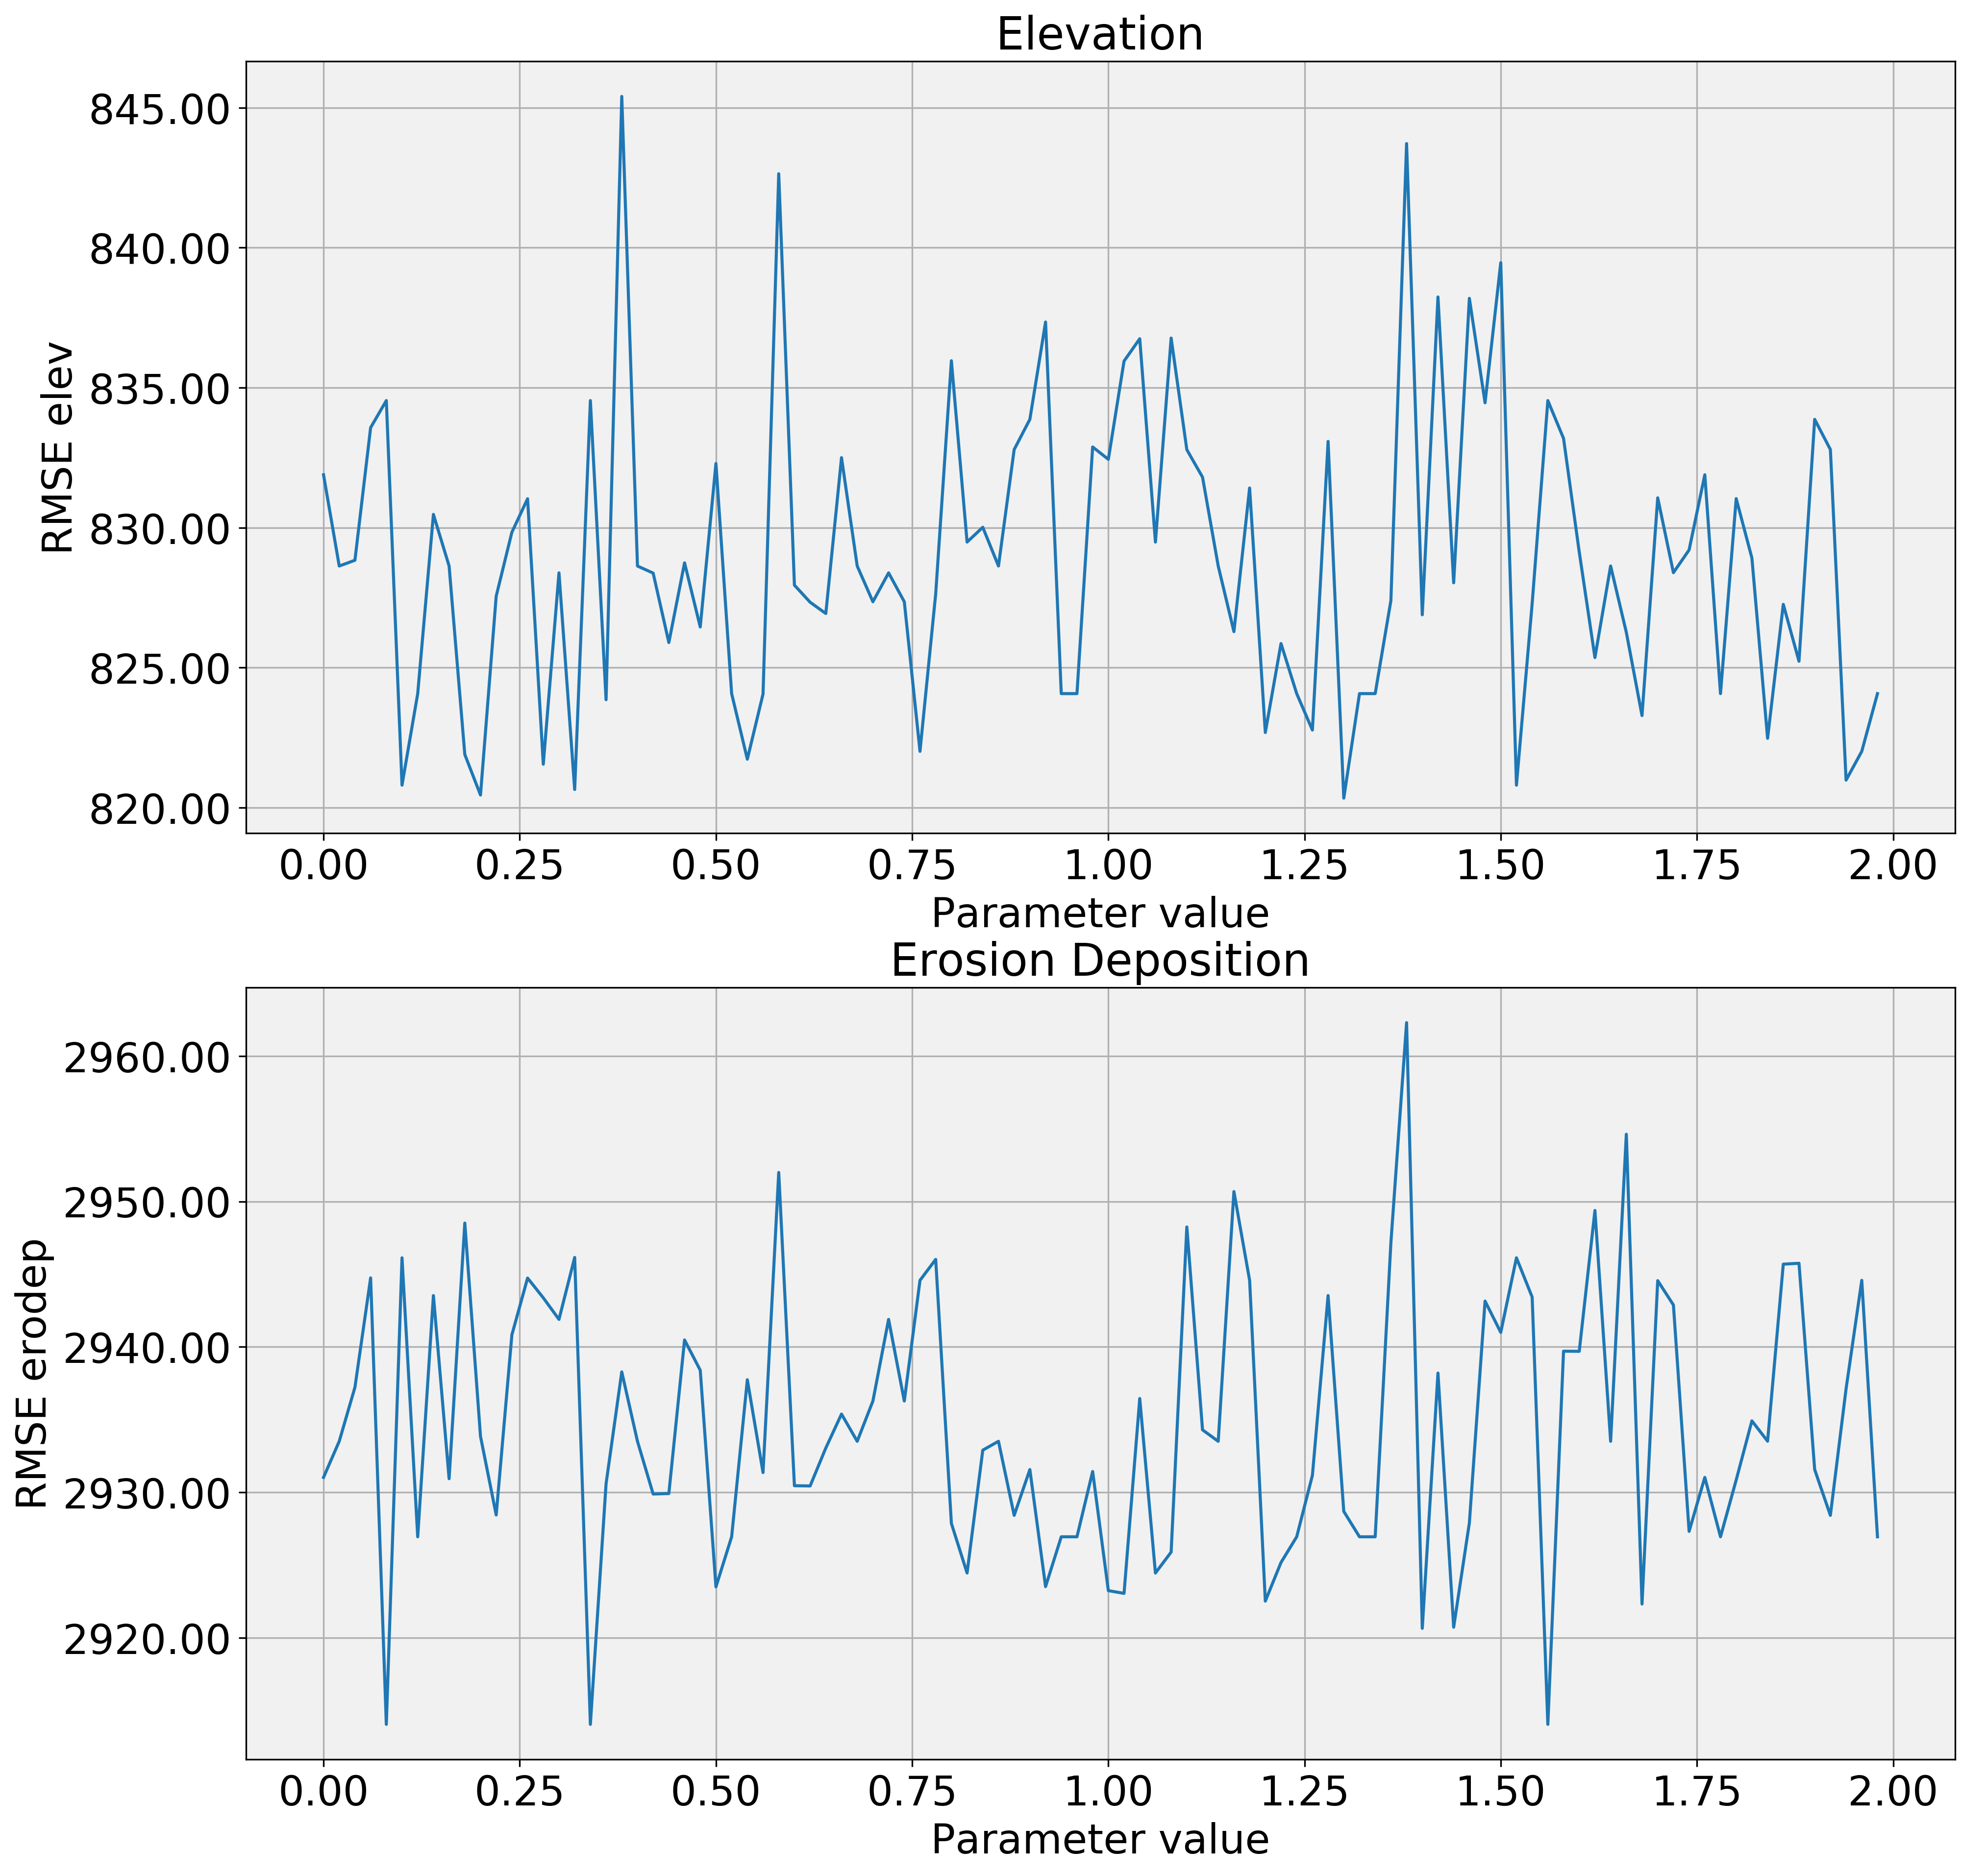 Elevation
845.00
840.00
835.00
830.00
825.00
820.00
RMSE elev
0.00 0.25 0.50 0.75 1.00 1.25 1.50 1.75 2.00
Parameter value
Erosion Deposition
2960.00
2950.00
2940.00
2930.00
2920.00
RMSE erodep
0.00 0.25 0.50 0.75 1.00 1.25 1.50 1.75 2.00
Parameter value